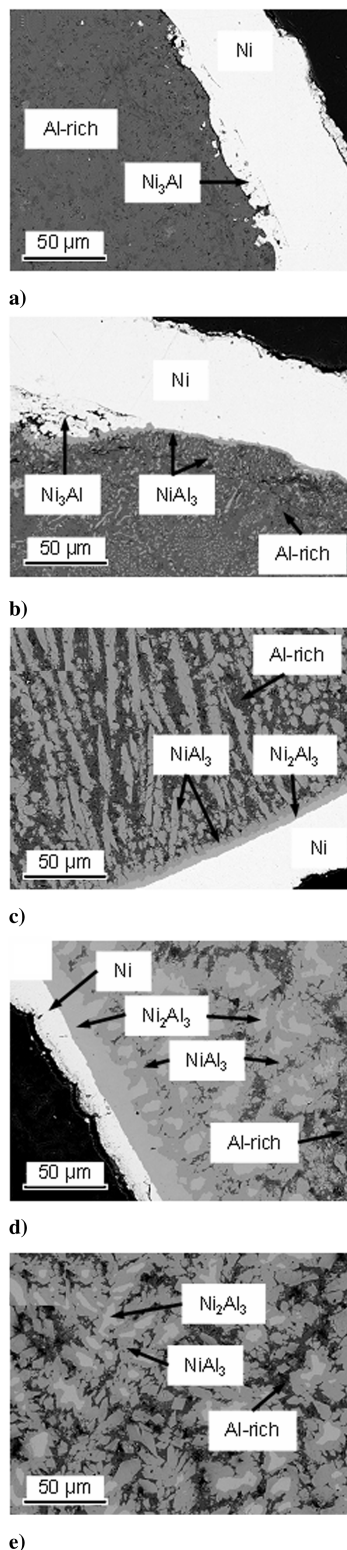 Ni
Al-rich
Ni₃Al
50 µm
a)
Ni
Ni₃Al
NiAl₃
50 µm
Al-rich
b)
Al-rich
NiAl₃
Ni₂Al₃
50 µm
Ni
c)
Ni
Ni₂Al₃
NiAl₃
Al-rich
50 µm
d)
Ni₂Al₃
NiAl₃
Al-rich
50 µm
e)